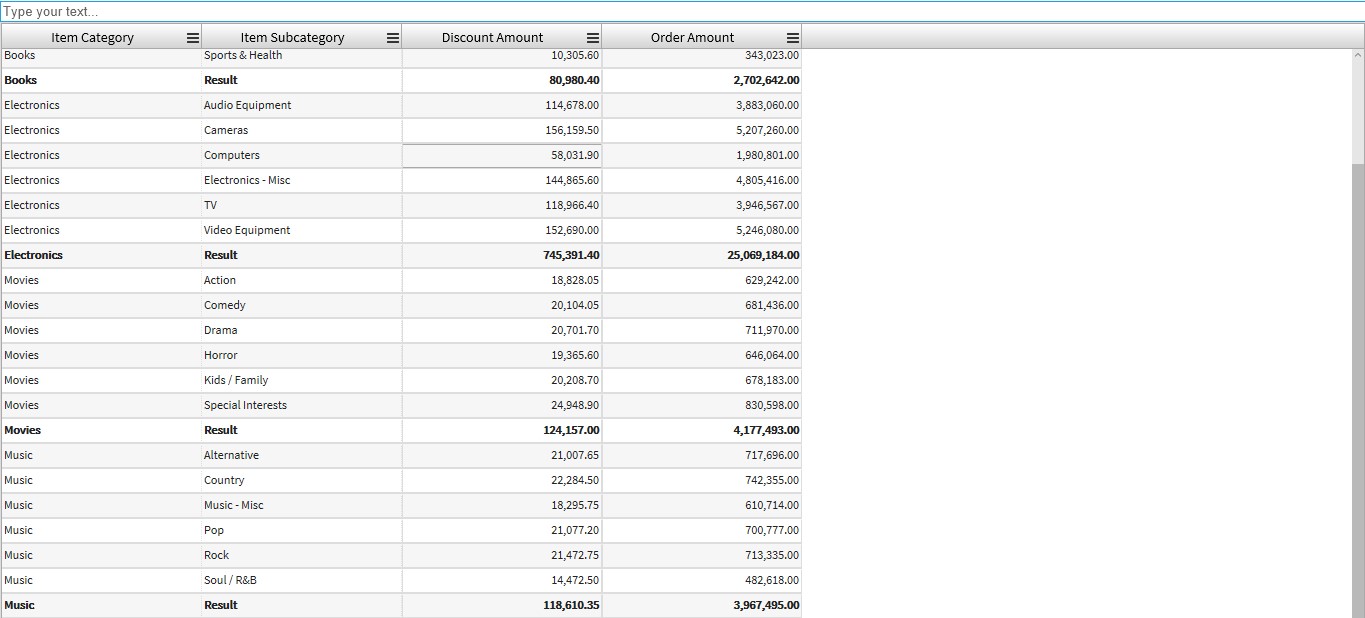 Type your text...
Item Category Item Subcategory Discount Amount Order Amount
Books Sports & Health 10,305.60 343,023.00
Books Result 80,980.40 2,702,642.00
Electronics Audio Equipment 114,678.00 3,883,060.00
Electronics Cameras 156,159.50 5,207,260.00
Electronics Computers 58,031.90 1,980,801.00
Electronics Electronics - Misc 144,865.60 4,805,416.00
Electronics TV 118,966.40 3,946,567.00
Electronics Video Equipment 152,690.00 5,246,080.00
Electronics Result 745,391.40 25,069,184.00
Movies Action 18,828.05 629,242.00
Movies Comedy 20,104.05 681,436.00
Movies Drama 20,701.70 711,970.00
Movies Horror 19,365.60 646,064.00
Movies Kids / Family 20,208.70 678,183.00
Movies Special Interests 24,948.90 830,598.00
Movies Result 124,157.00 4,177,493.00
Music Alternative 21,007.65 717,696.00
Music Country 22,284.50 742,355.00
Music Music - Misc 18,295.75 610,714.00
Music Pop 21,077.20 700,777.00
Music Rock 21,472.75 713,335.00
Music Soul / R&B 14,472.50 482,618.00
Music Result 118,610.35 3,967,495.00